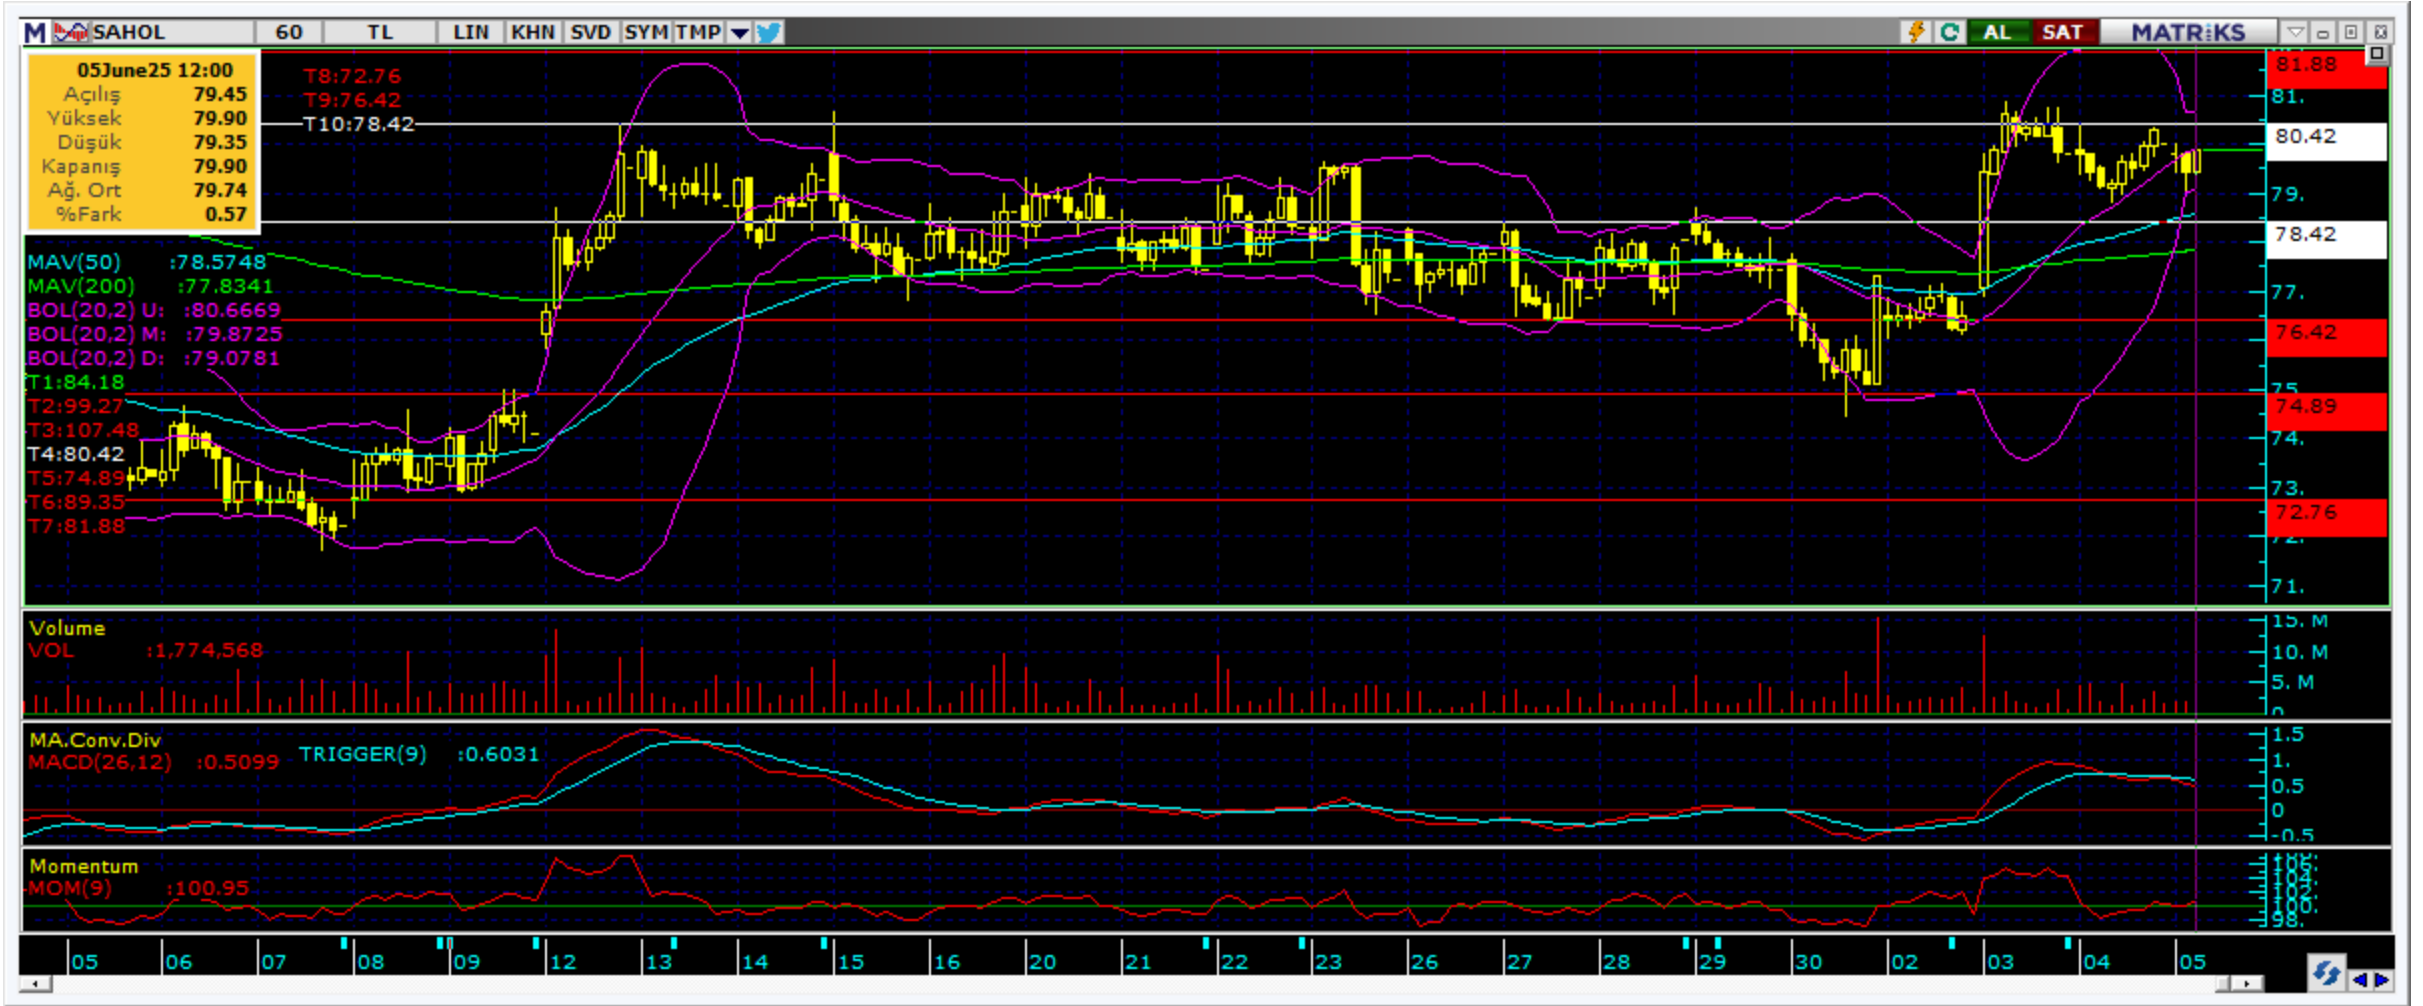 M SAHOL 60 TL LIN KHN SVD SYM TMP AL SAT MATRiKS
05June25 12:00
Açılış 79.45
Yüksek 79.90
Düşük 79.35
Kapanış 79.90
Ağ. Ort 79.74
%Fark 0.57
T8:72.76
T9:76.42
T10:78.42
MAV(50) :78.5748
MAV(200) :77.8341
BOL(20,2) U: :80.6669
BOL(20,2) M: :79.8725
BOL(20,2) D: :79.0781
T1:84.18
T2:99.27
T3:107.48
T4:80.42
T5:74.89
T6:89.35
T7:81.88
81.88
81.
80.42
79.
78.42
77.
76.42
75.
74.89
74.
73.
72.76
72.
71.
Volume
VOL :1,774,568
15. M
10. M
5. M
0
MA.Conv.Div
MACD(26,12) :0.5099 TRIGGER(9) :0.6031
1.5
1.
0.5
0
-0.5
Momentum
MOM(9) :100.95
106.
104.
102.
100.
98.
05 06 07 08 09 12 13 14 15 16 20 21 22 23 26 27 28 29 30 02 03 04 05